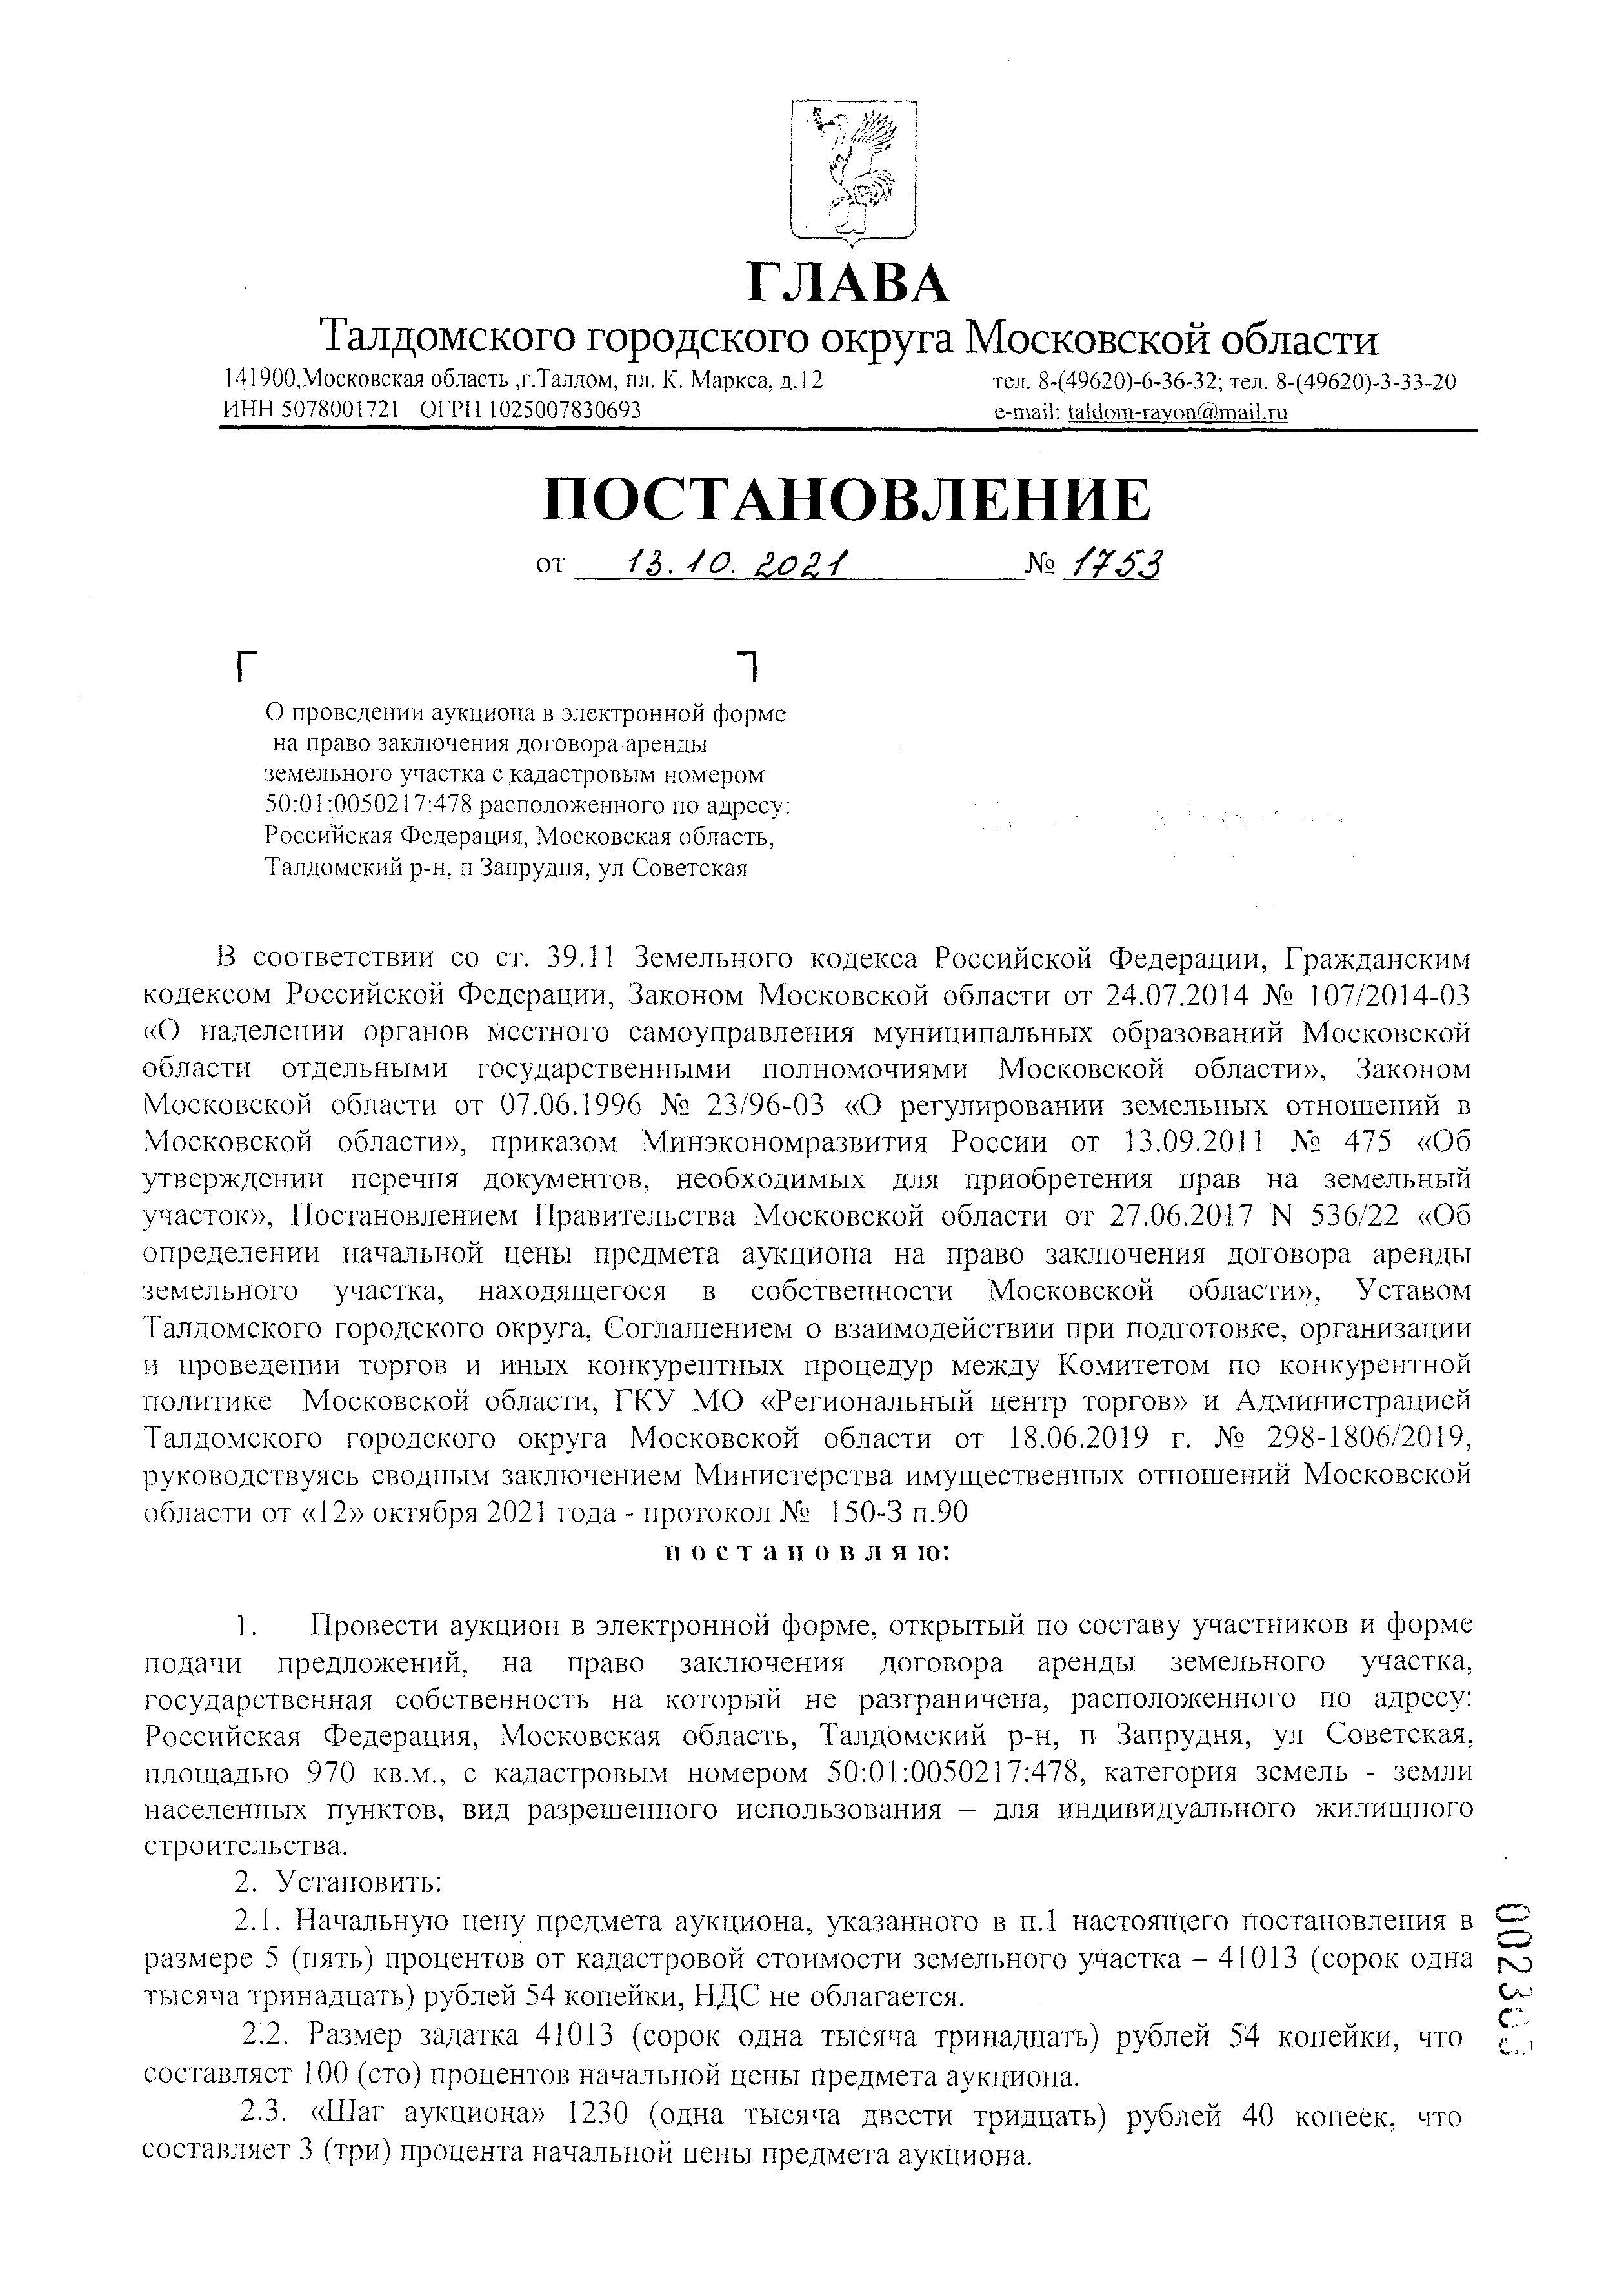 ГЛАВА
Талдомского городского округа Московской области
141900,Московская область ,г.Талдом, пл. К. Маркса, д.12 тел. 8-(49620)-6-36-32; тел. 8-(49620)-3-33-20
ИНН 5078001721 ОГРН 1025007830693 e-mail: taldom-rayon@mail.ru
ПОСТАНОВЛЕНИЕ
от 13.10.2021 № 1753
О проведении аукциона в электронной форме
на право заключения договора аренды
земельного участка с кадастровым номером
50:01:0050217:478 расположенного по адресу:
Российская Федерация, Московская область,
Талдомский р-н, п Запрудня, ул Советская
В соответствии со ст. 39.11 Земельного кодекса Российской Федерации, Гражданским
кодексом Российской Федерации, Законом Московской области от 24.07.2014 № 107/2014-ОЗ
«О наделении органов местного самоуправления муниципальных образований Московской
области отдельными государственными полномочиями Московской области», Законом
Московской области от 07.06.1996 № 23/96-ОЗ «О регулировании земельных отношений в
Московской области», приказом Минэкономразвития России от 13.09.2011 № 475 «Об
утверждении перечня документов, необходимых для приобретения прав на земельный
участок», Постановлением Правительства Московской области от 27.06.2017 N 536/22 «Об
определении начальной цены предмета аукциона на право заключения договора аренды
земельного участка, находящегося в собственности Московской области», Уставом
Талдомского городского округа, Соглашением о взаимодействии при подготовке, организации
и проведении торгов и иных конкурентных процедур между Комитетом по конкурентной
политике Московской области, ГКУ МО «Региональный центр торгов» и Администрацией
Талдомского городского округа Московской области от 18.06.2019 г. № 298-1806/2019,
руководствуясь сводным заключением Министерства имущественных отношений Московской
области от «12» октября 2021 года - протокол № 150-З п.90
п о с т а н о в л я ю:
1. Провести аукцион в электронной форме, открытый по составу участников и форме
подачи предложений, на право заключения договора аренды земельного участка,
государственная собственность на который не разграничена, расположенного по адресу:
Российская Федерация, Московская область, Талдомский р-н, п Запрудня, ул Советская,
площадью 970 кв.м., с кадастровым номером 50:01:0050217:478, категория земель - земли
населенных пунктов, вид разрешенного использования – для индивидуального жилищного
строительства.
2. Установить:
2.1. Начальную цену предмета аукциона, указанного в п.1 настоящего постановления в
размере 5 (пять) процентов от кадастровой стоимости земельного участка – 41013 (сорок одна
тысяча тринадцать) рублей 54 копейки, НДС не облагается.
2.2. Размер задатка 41013 (сорок одна тысяча тринадцать) рублей 54 копейки, что
составляет 100 (сто) процентов начальной цены предмета аукциона.
2.3. «Шаг аукциона» 1230 (одна тысяча двести тридцать) рублей 40 копеек, что
составляет 3 (три) процента начальной цены предмета аукциона.